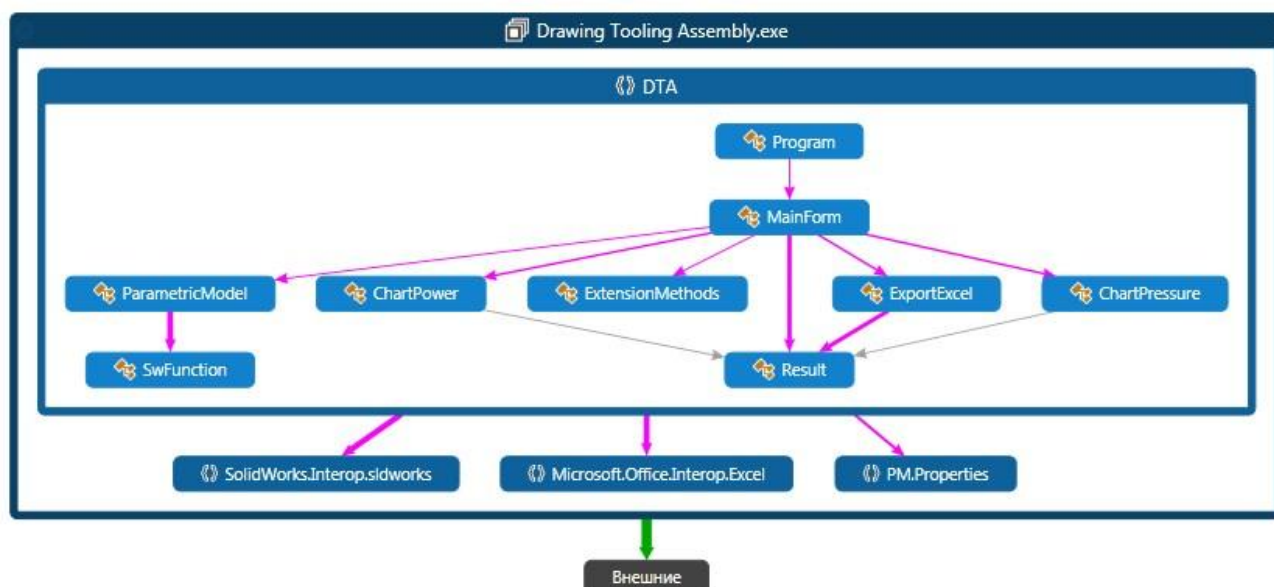 Drawing Tooling Assembly.exe
DTA
Program
MainForm
ParametricModel
ChartPower
ExtensionMethods
ExportExcel
ChartPressure
SwFunction
Result
SolidWorks.Interop.sldworks
Microsoft.Office.Interop.Excel
PM.Properties
Внешние